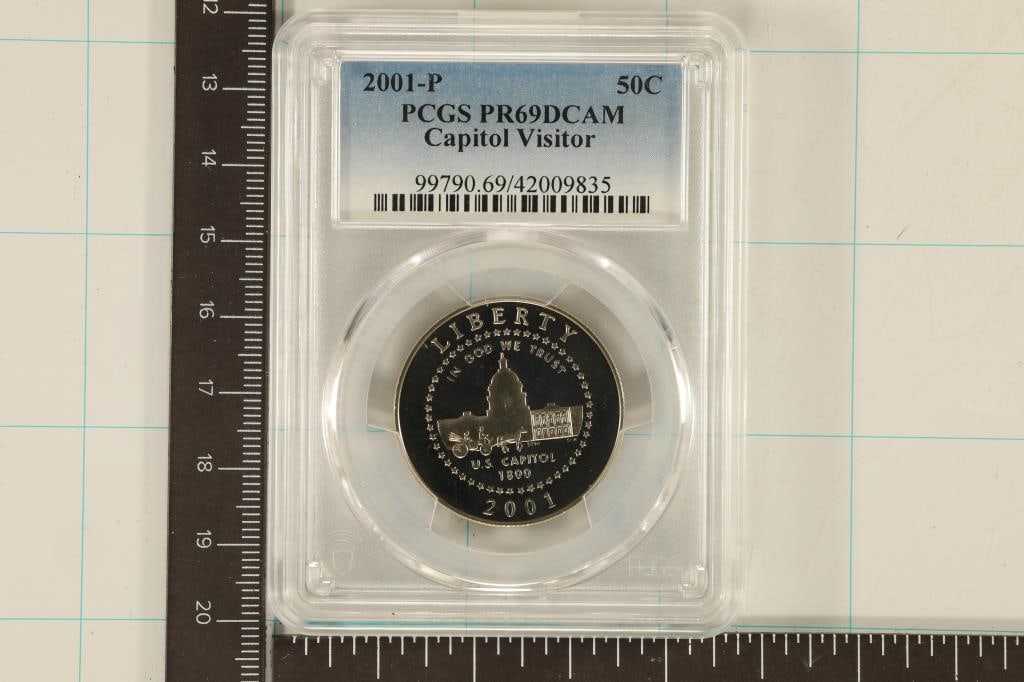 2001-P 50C
PCGS PR69DCAM
Capitol Visitor
99790.69/42009835
LIBERTY
IN GOD WE TRUST
U.S. CAPITOL
1800
2001
12
13
14
15
16
17
18
19
20